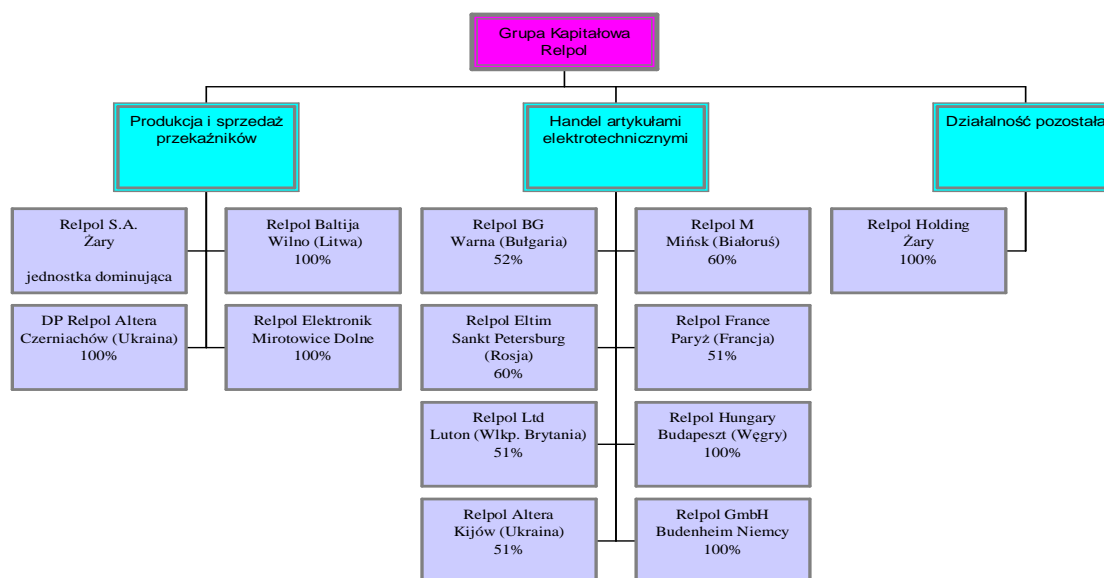 Grupa Kapitałowa
Relpol
Produkcja i sprzedaż
przekaźników
Handel artykułami
elektrotechnicznymi
Działalność pozostała
Relpol S.A.
Żary
jednostka dominująca
Relpol Baltija
Wilno (Litwa)
100%
DP Relpol Altera
Czerniachów (Ukraina)
100%
Relpol Elektronik
Mirotowice Dolne
100%
Relpol BG
Warna (Bułgaria)
52%
Relpol M
Mińsk (Białoruś)
60%
Relpol Eltim
Sankt Petersburg
(Rosja)
60%
Relpol France
Paryż (Francja)
51%
Relpol Ltd
Luton (Wlkp. Brytania)
51%
Relpol Hungary
Budapeszt (Węgry)
100%
Relpol Altera
Kijów (Ukraina)
51%
Relpol GmbH
Budenheim Niemcy
100%
Relpol Holding
Żary
100%